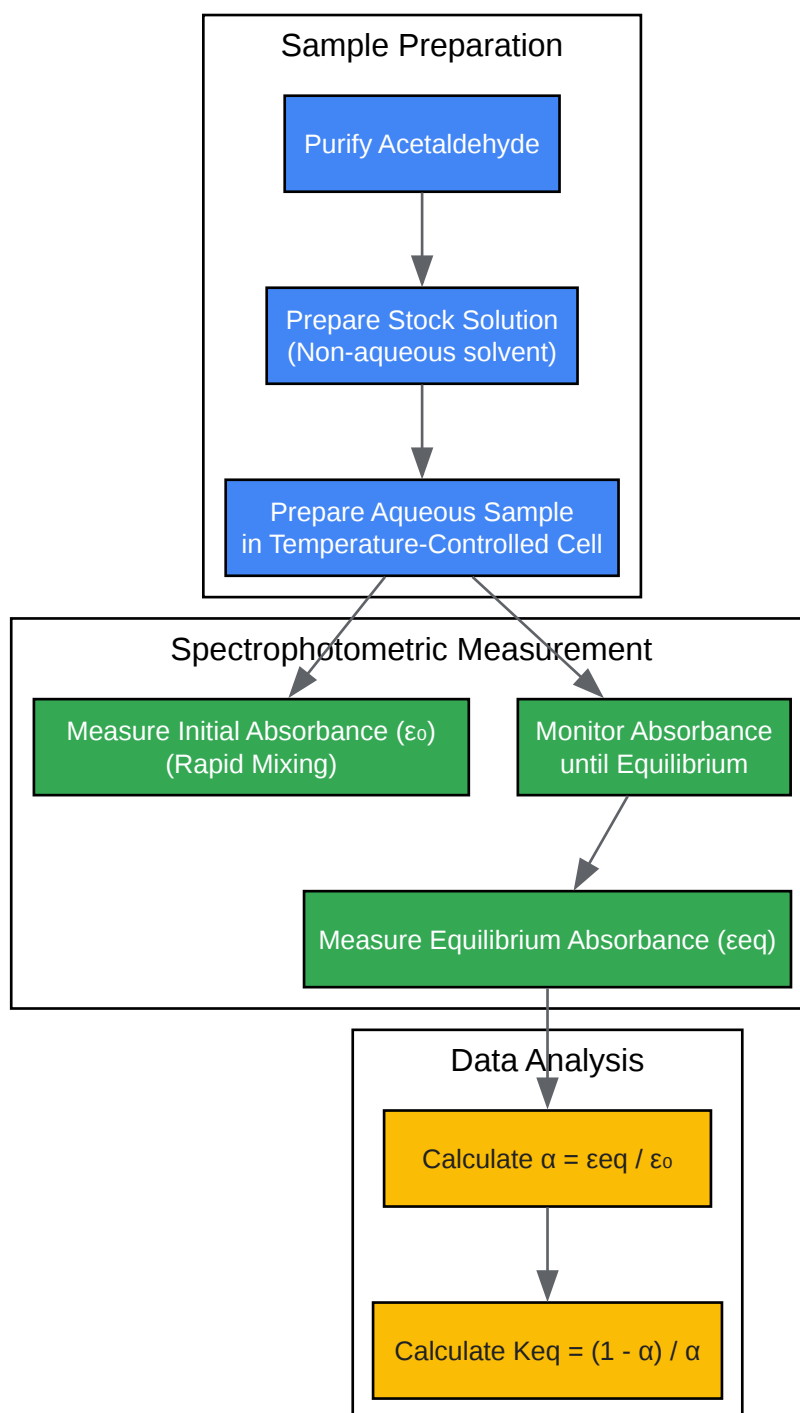 Sample Preparation
Purify Acetaldehyde
Prepare Stock Solution
(Non-aqueous solvent)
Prepare Aqueous Sample
in Temperature-Controlled Cell
Spectrophotometric Measurement
Measure Initial Absorbance (ε₀)
(Rapid Mixing)
Monitor Absorbance
until Equilibrium
Measure Equilibrium Absorbance (εeq)
Data Analysis
Calculate α = εeq / ε₀
Calculate Keq = (1 - α) / α